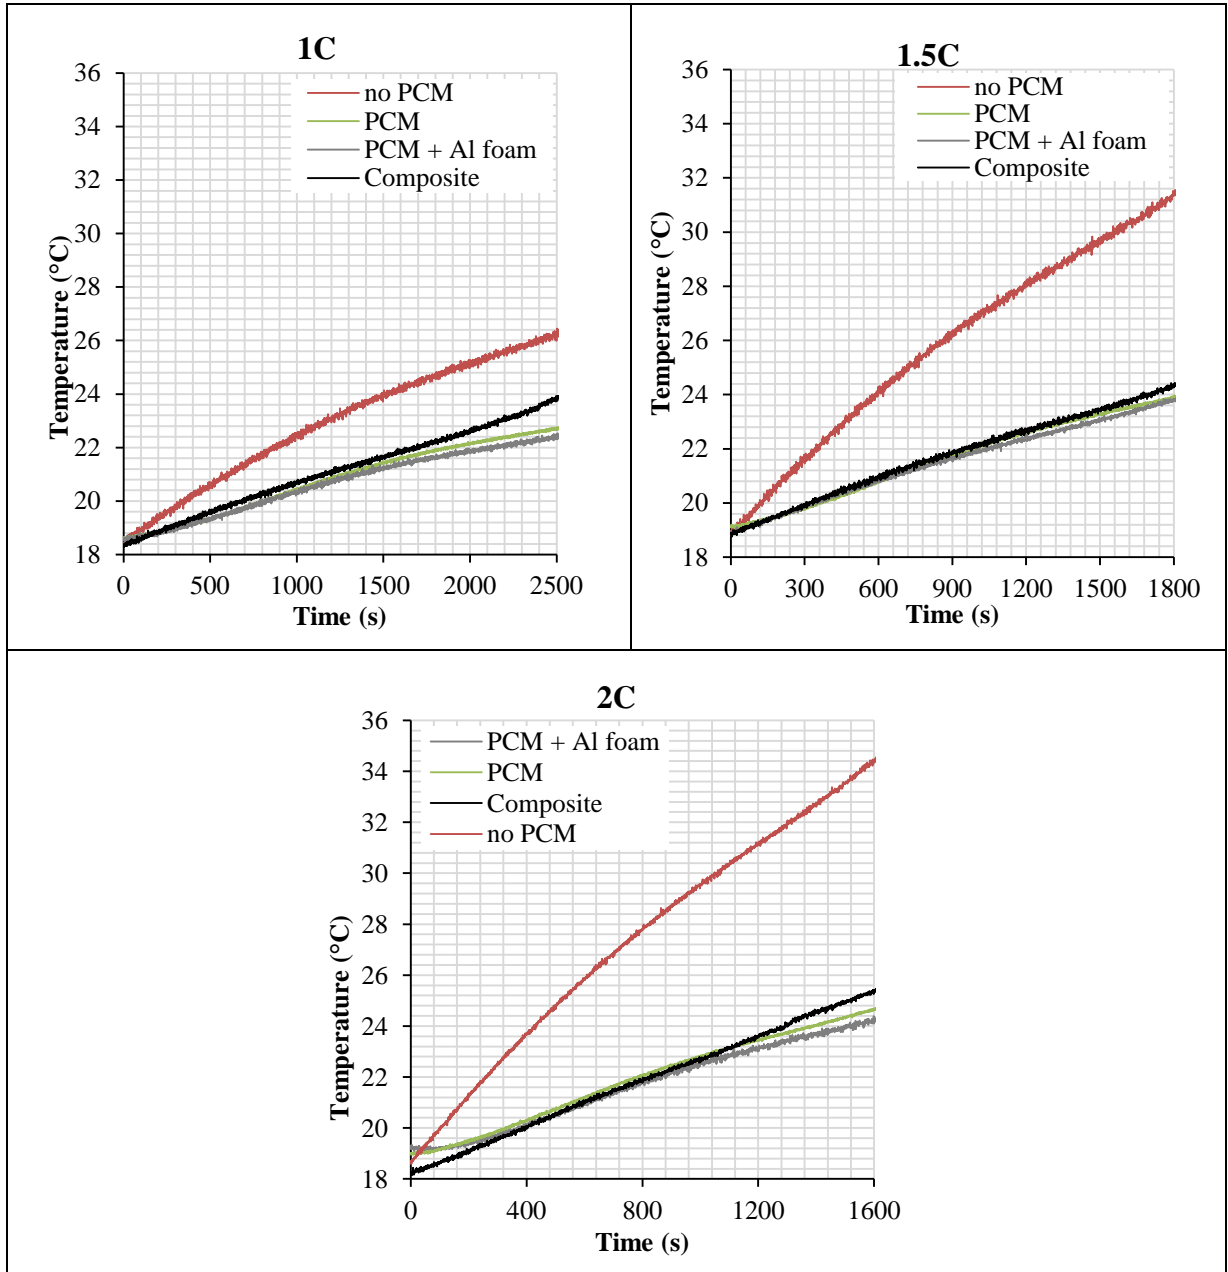 1C
36
34
32
30
28
26
24
22
20
18
Temperature (°C)
no PCM
PCM
PCM + Al foam
Composite
0 500 1000 1500 2000 2500
Time (s)
1.5C
36
34
32
30
28
26
24
22
20
18
Temperature (°C)
no PCM
PCM
PCM + Al foam
Composite
0 300 600 900 1200 1500 1800
Time (s)
2C
36
34
32
30
28
26
24
22
20
18
Temperature (°C)
PCM + Al foam
PCM
Composite
no PCM
0 400 800 1200 1600
Time (s)